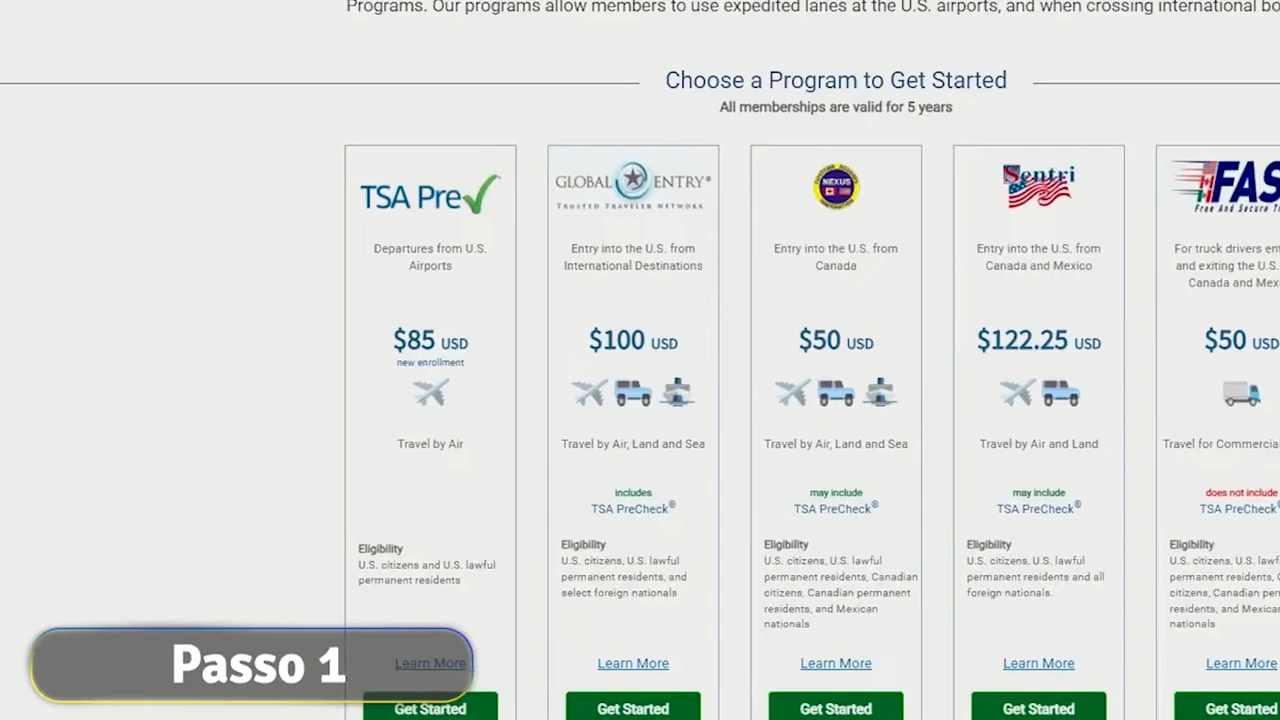 Programs. Our programs allow members to use expedited lanes at the U.S. airports, and when crossing international bo
Choose a Program to Get Started
All memberships are valid for 5 years
TSA Pre
Departures from U.S.
Airports
$85 USD
new enrollment
Travel by Air
Eligibility
U.S. citizens and U.S. lawful
permanent residents
Learn More
Get Started
GLOBAL ENTRY®
TRUSTED TRAVELER NETWORK
Entry into the U.S. from
International Destinations
$100 USD
Travel by Air, Land and Sea
includes
TSA PreCheck®
Eligibility
U.S. citizens, U.S. lawful
permanent residents, and
select foreign nationals
Learn More
Get Started
NEXUS
Entry into the U.S. from
Canada
$50 USD
Travel by Air, Land and Sea
may include
TSA PreCheck®
Eligibility
U.S. citizens, U.S. lawful
permanent residents, Canadian
citizens, Canadian permanent
residents, and Mexican
nationals
Learn More
Get Started
Sentri
Entry into the U.S. from
Canada and Mexico
$122.25 USD
Travel by Air and Land
may include
TSA PreCheck®
Eligibility
U.S. citizens, U.S. lawful
permanent residents and all
foreign nationals.
Learn More
Get Started
FAS
Free And Secure T
For truck drivers ent
and exiting the U.S.
Canada and Mex
$50 USD
Travel for Commercia
does not include
TSA PreCheck®
Eligibility
U.S. citizens, U.S. lawf
permanent residents, C
citizens, Canadian per
residents, and Mexica
nationals
Learn More
Get Started
Passo 1